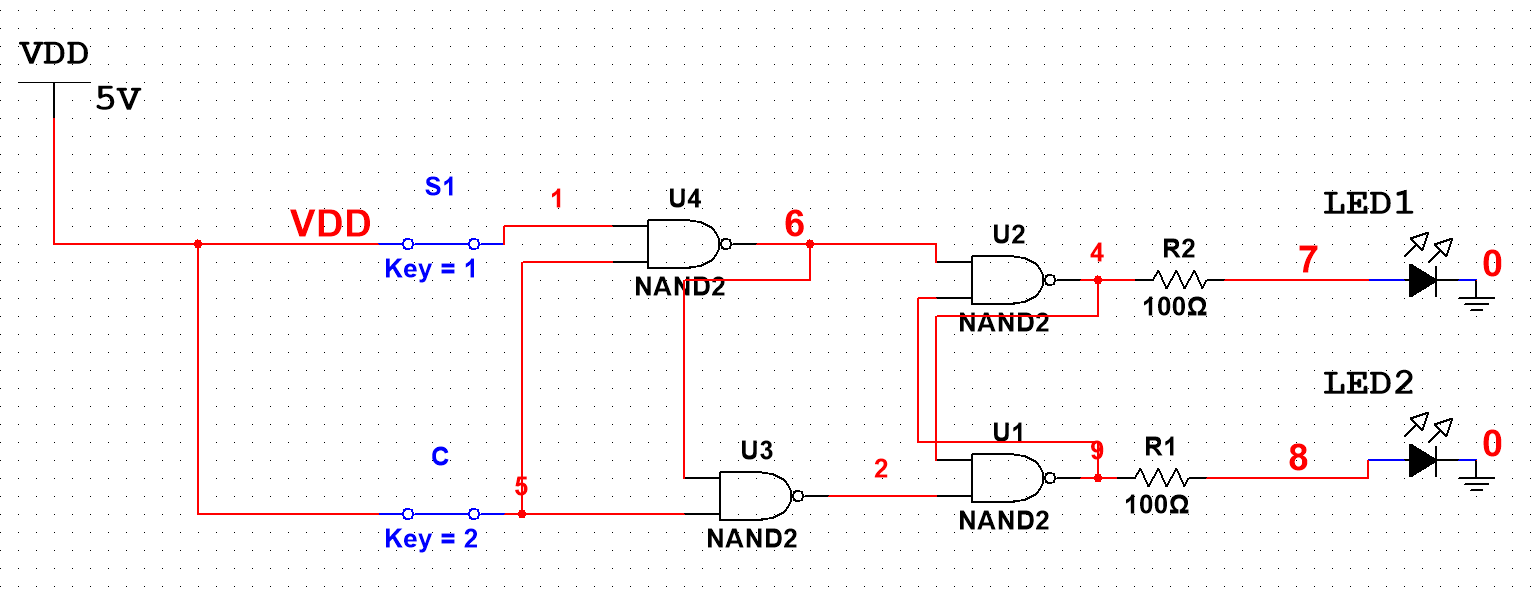 VDD
5V
S1
VDD
Key = 1
1
U4
NAND2
6
U2
NAND2
4
R2
100Ω
7
LED1
0
C
Key = 2
5
U3
NAND2
2
U1
NAND2
9
R1
100Ω
8
LED2
0